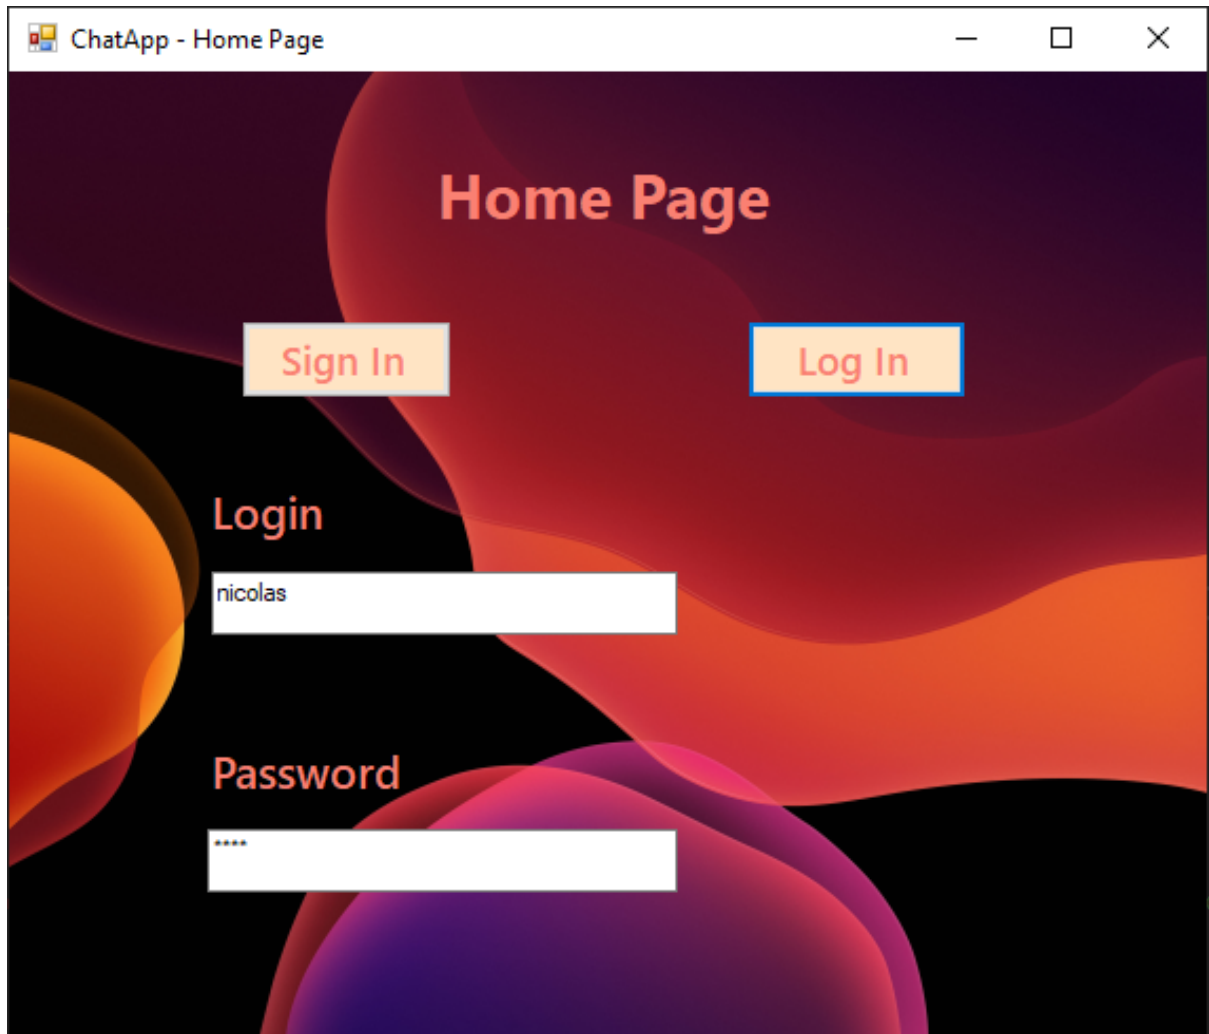 ChatApp - Home Page
Home Page
Sign In
Log In
Login
nicolas
Password
****